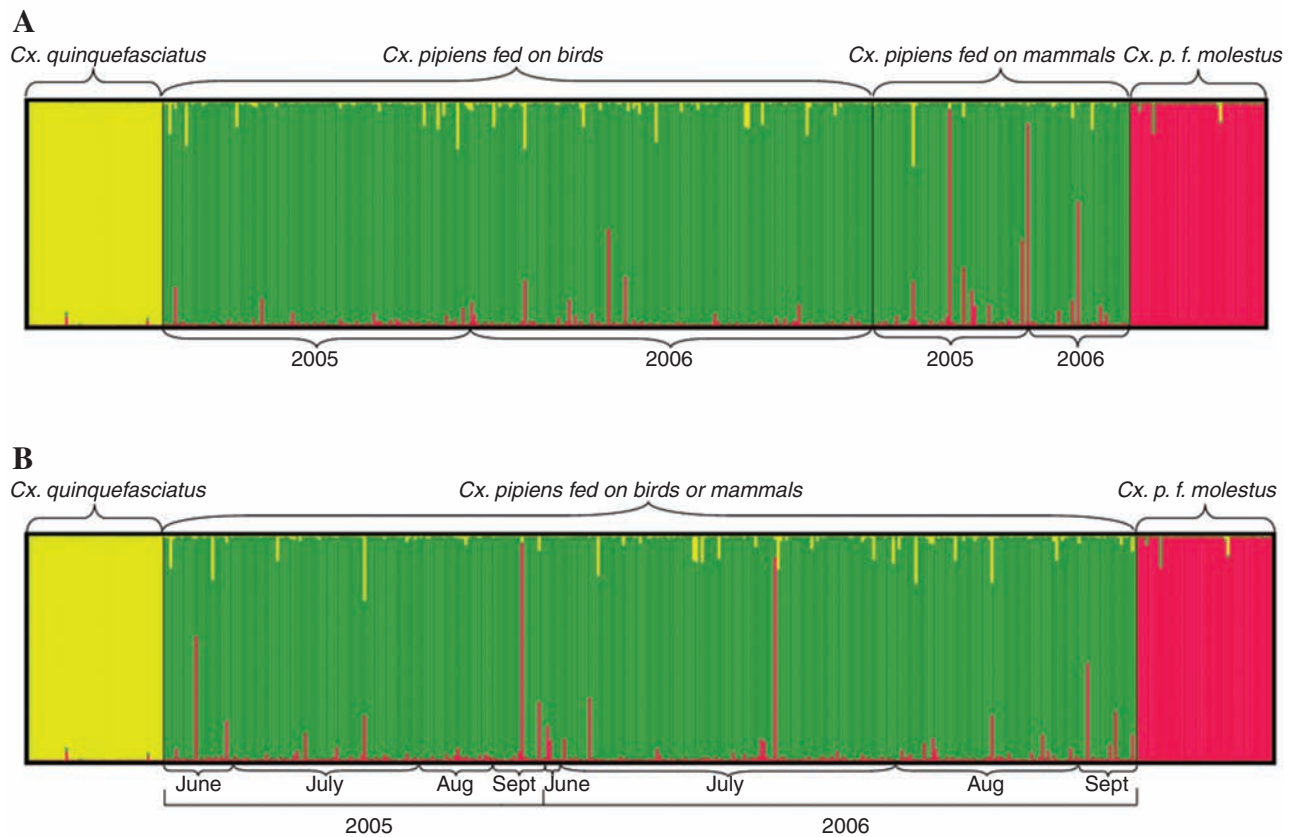 A
Cx. quinquefasciatus Cx. pipiens fed on birds Cx. pipiens fed on mammals Cx. p. f. molestus
2005 2006 2005 2006
B
Cx. quinquefasciatus Cx. pipiens fed on birds or mammals Cx. p. f. molestus
June July Aug Sept June July Aug Sept
2005 2006